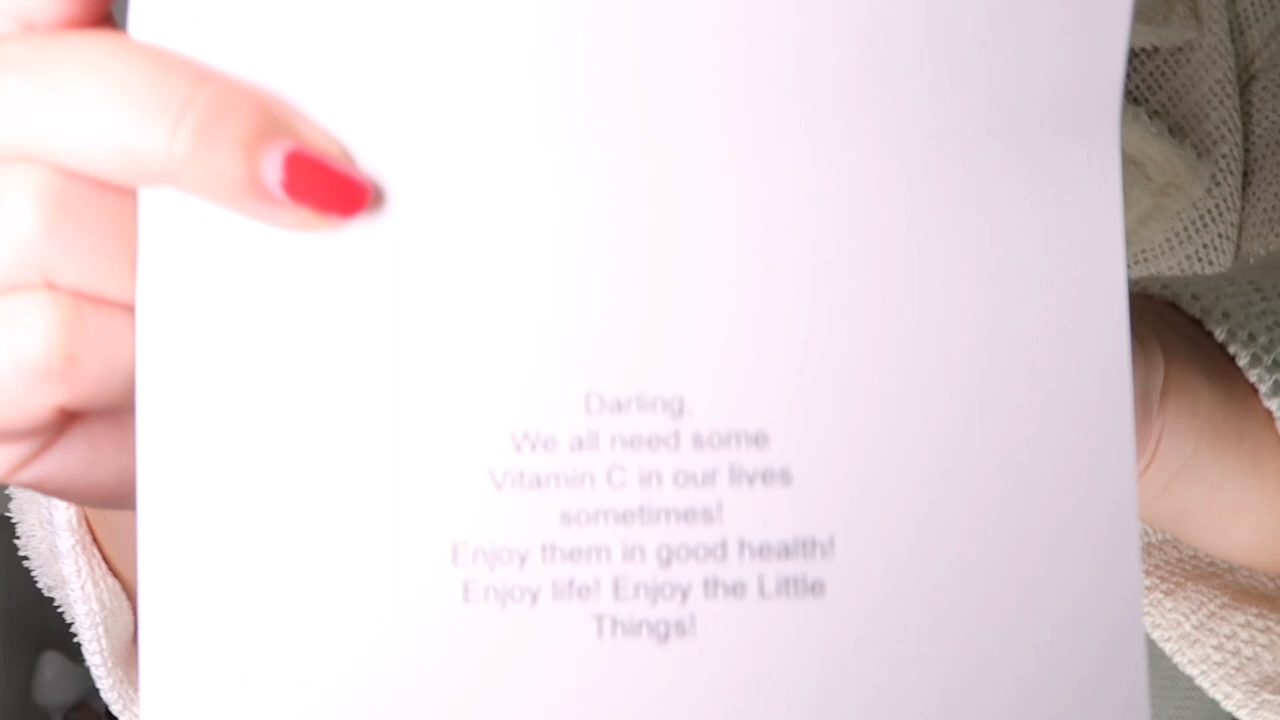 Darling,
We all need some
Vitamin C in our lives
sometimes!
Enjoy them in good health!
Enjoy life! Enjoy the Little
Things!